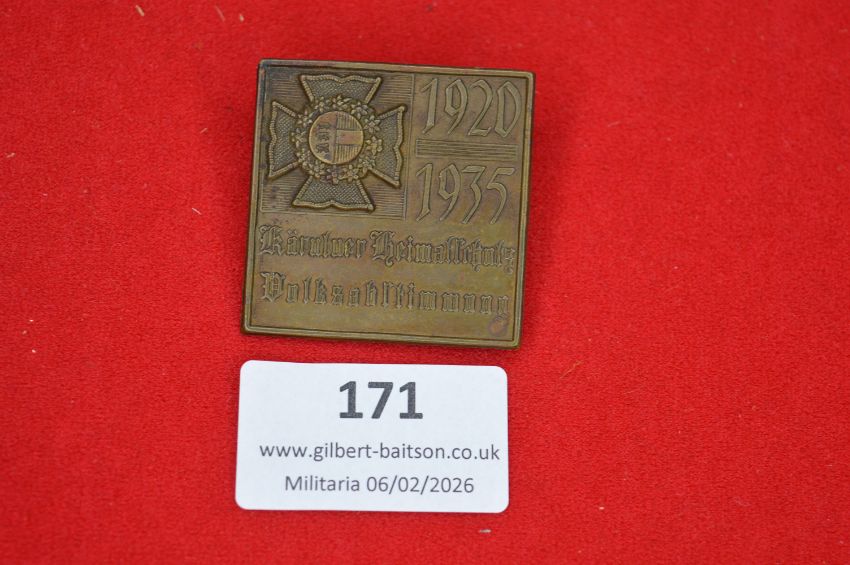 1920
1935
Kärntner Heimatschutz
Volksabstimmung
171
www.gilbert-baitson.co.uk
Militaria 06/02/2026